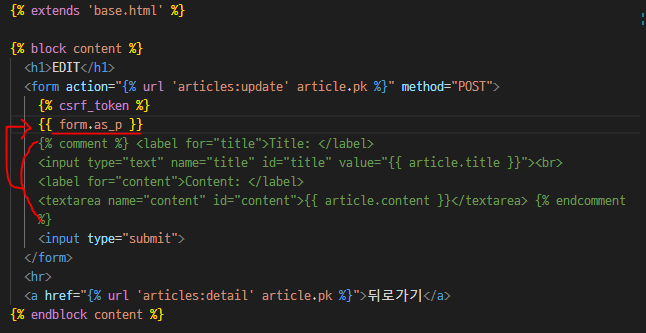 {% extends 'base.html' %}
{% block content %}
<h1>EDIT</h1>
<form action="{% url 'articles:update' article.pk %}" method="POST">
{% csrf_token %}
{{ form.as_p }}
{% comment %} <label for="title">Title: </label>
<input type="text" name="title" id="title" value="{{ article.title }}"><br>
<label for="content">Content: </label>
<textarea name="content" id="content">{{ article.content }}</textarea> {% endcomment
%}
<input type="submit">
</form>
<hr>
<a href="{% url 'articles:detail' article.pk %}">뒤로가기</a>
{% endblock content %}